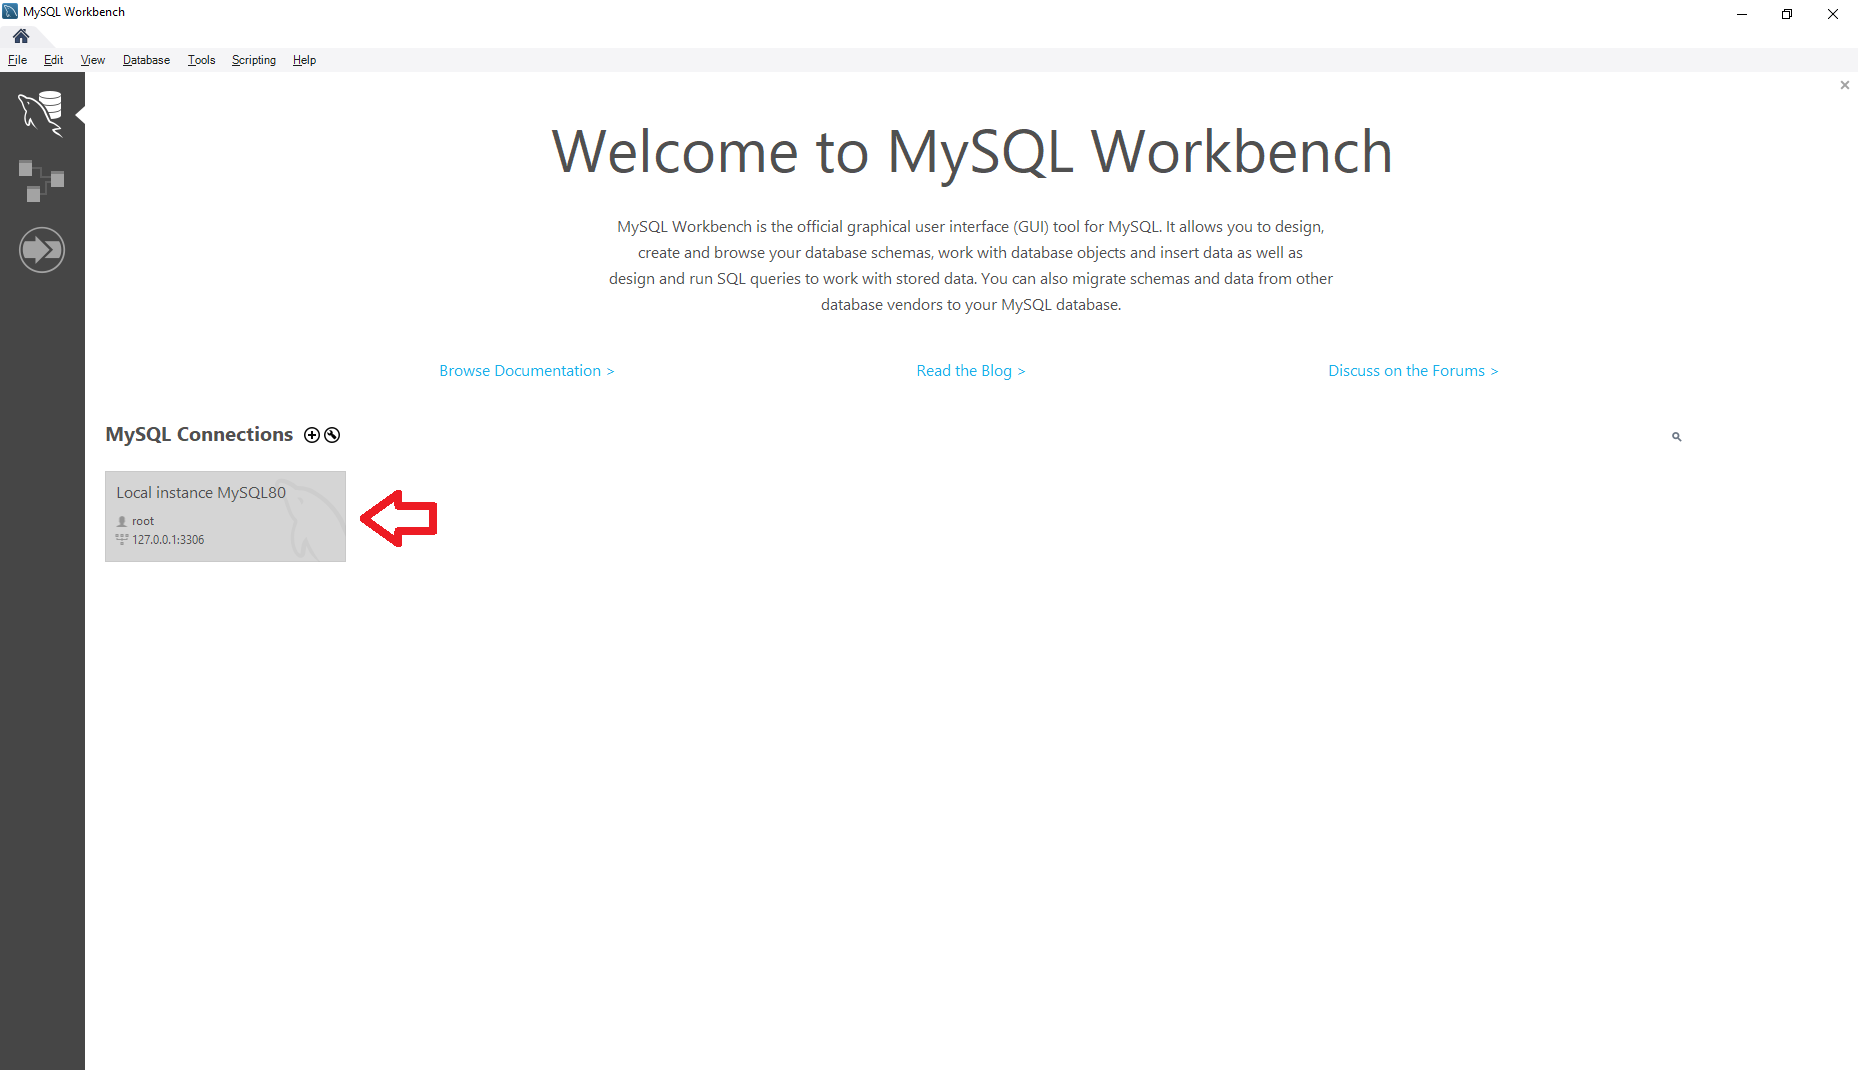 MySQL Workbench
File Edit View Database Tools Scripting Help
Welcome to MySQL Workbench
MySQL Workbench is the official graphical user interface (GUI) tool for MySQL. It allows you to design,
create and browse your database schemas, work with database objects and insert data as well as
design and run SQL queries to work with stored data. You can also migrate schemas and data from other
database vendors to your MySQL database.
Browse Documentation > Read the Blog > Discuss on the Forums >
MySQL Connections
Local instance MySQL80
root
127.0.0.1:3306